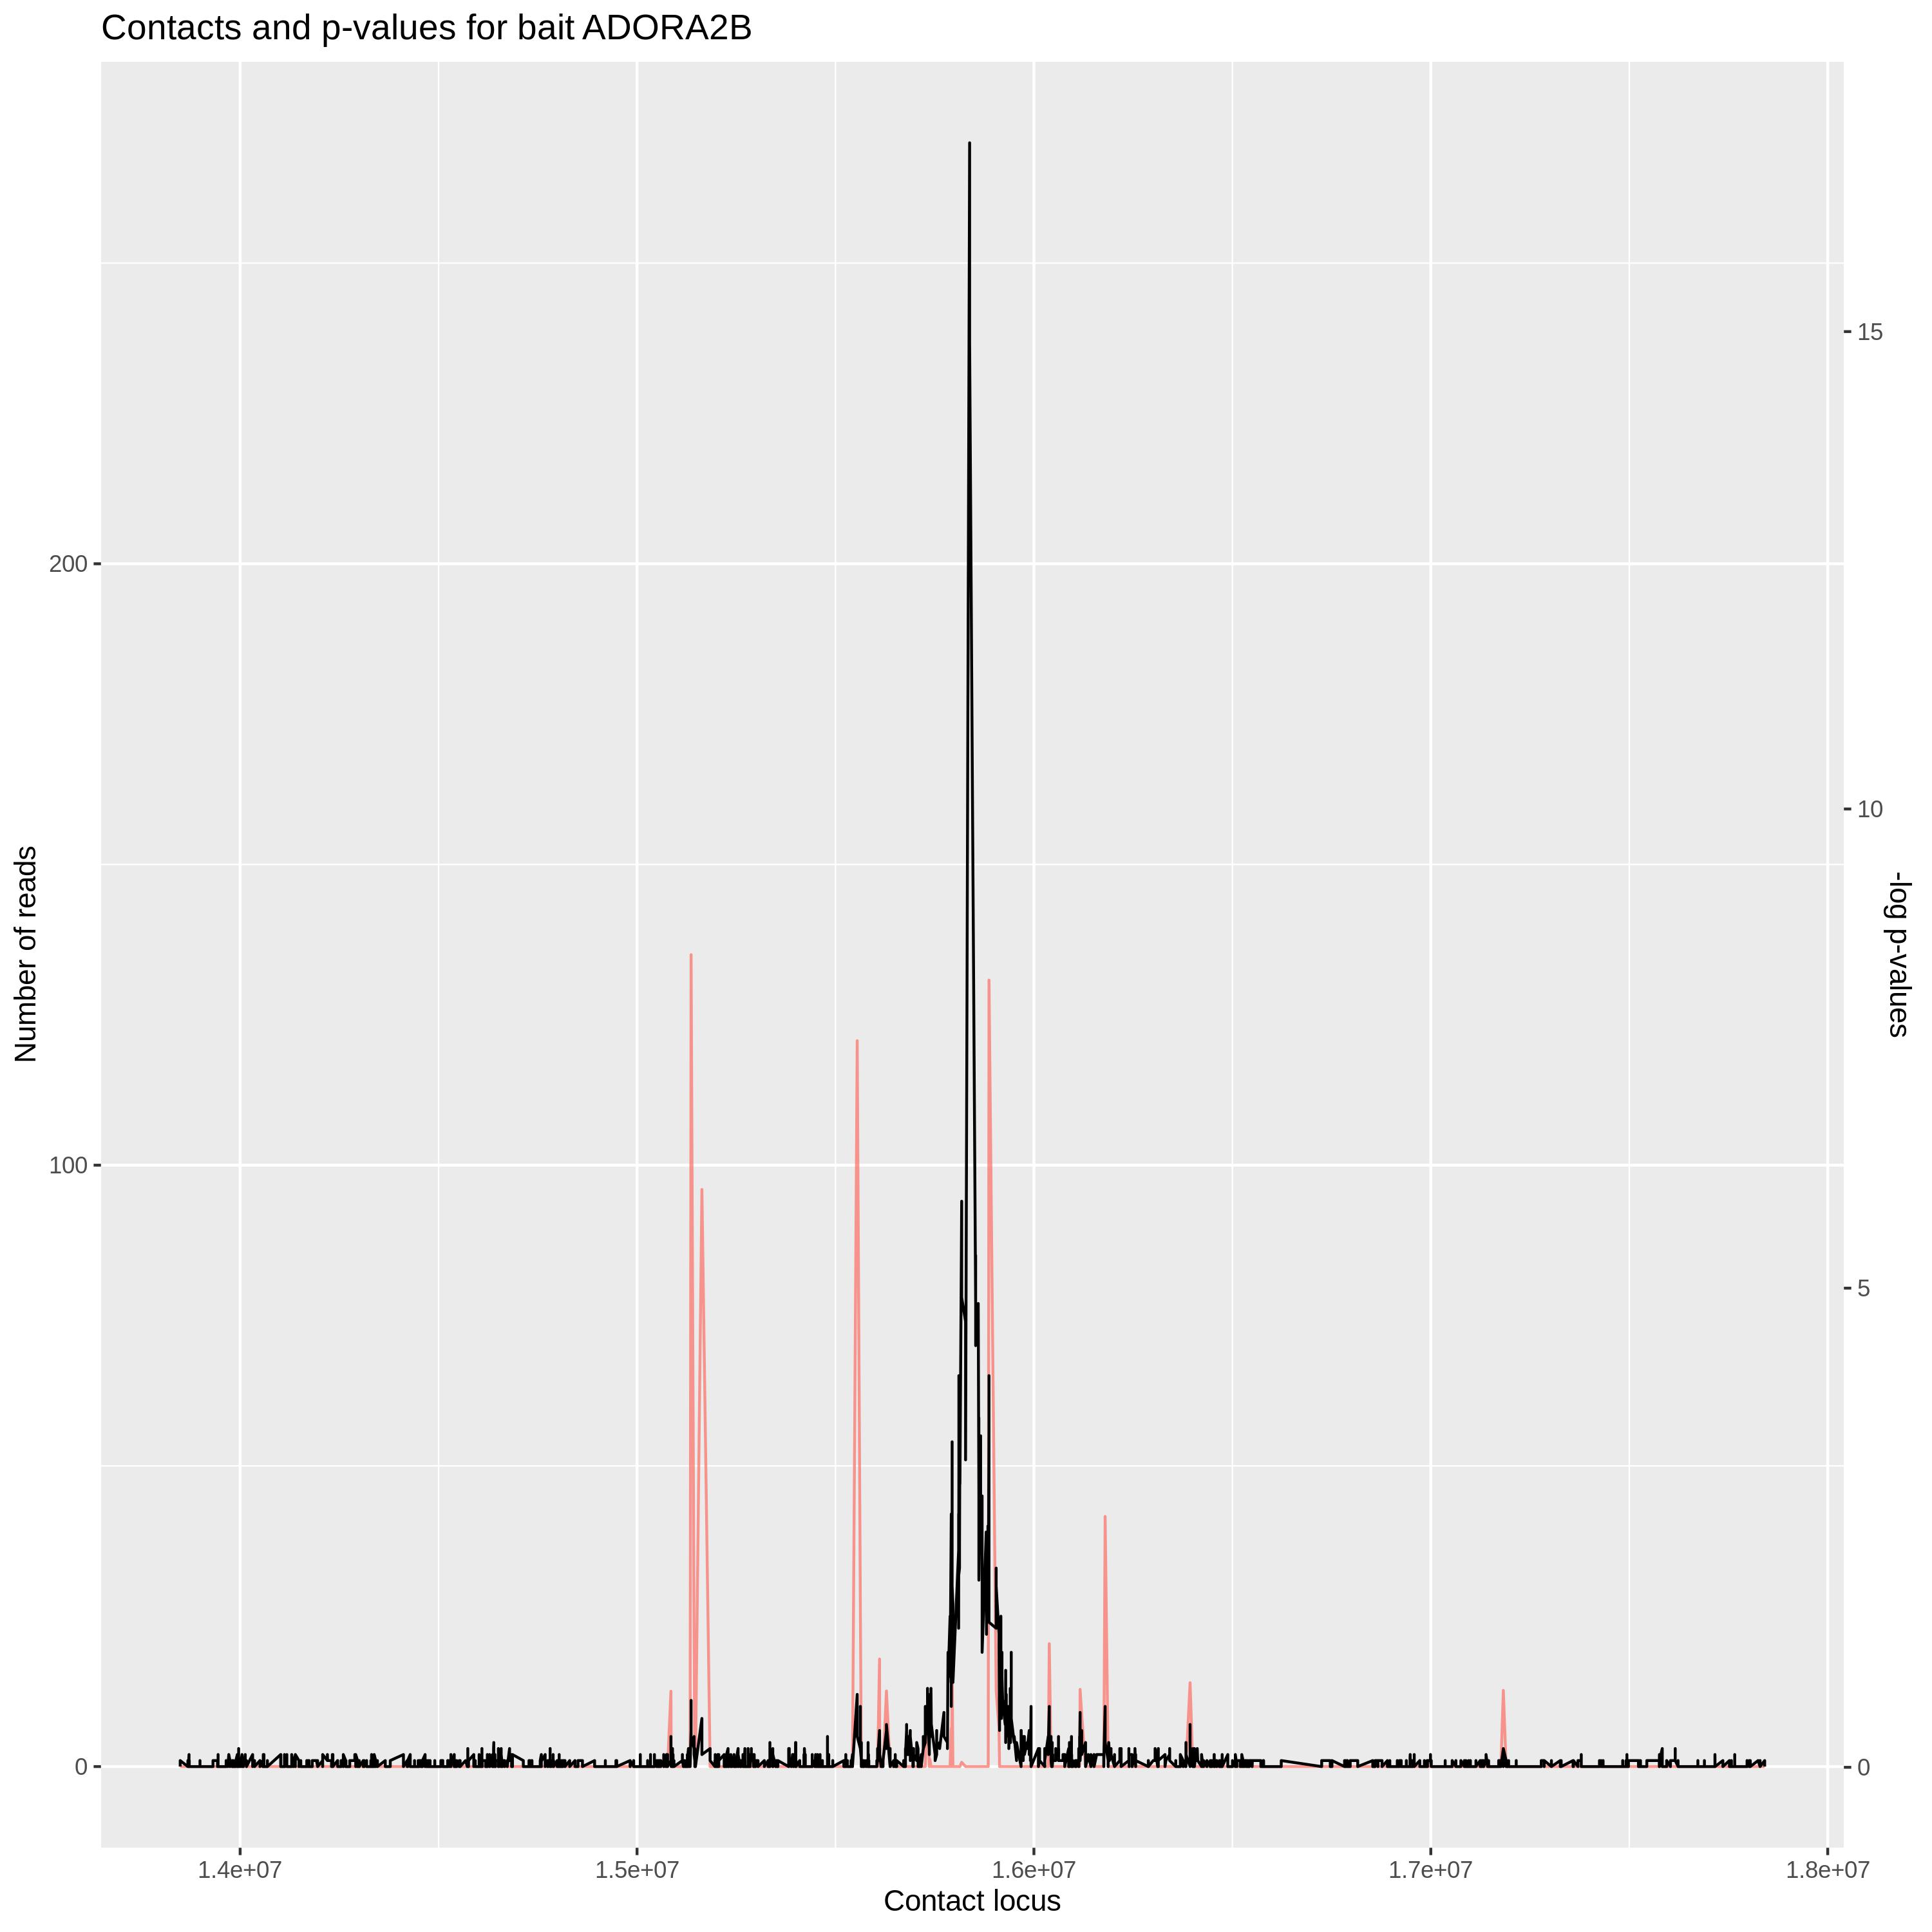 Contacts and p-values for bait ADORA2B
Number of reads
200
100
0
15
10
5
0
-log p-values
1.4e+07 1.5e+07 1.6e+07 1.7e+07 1.8e+07
Contact locus